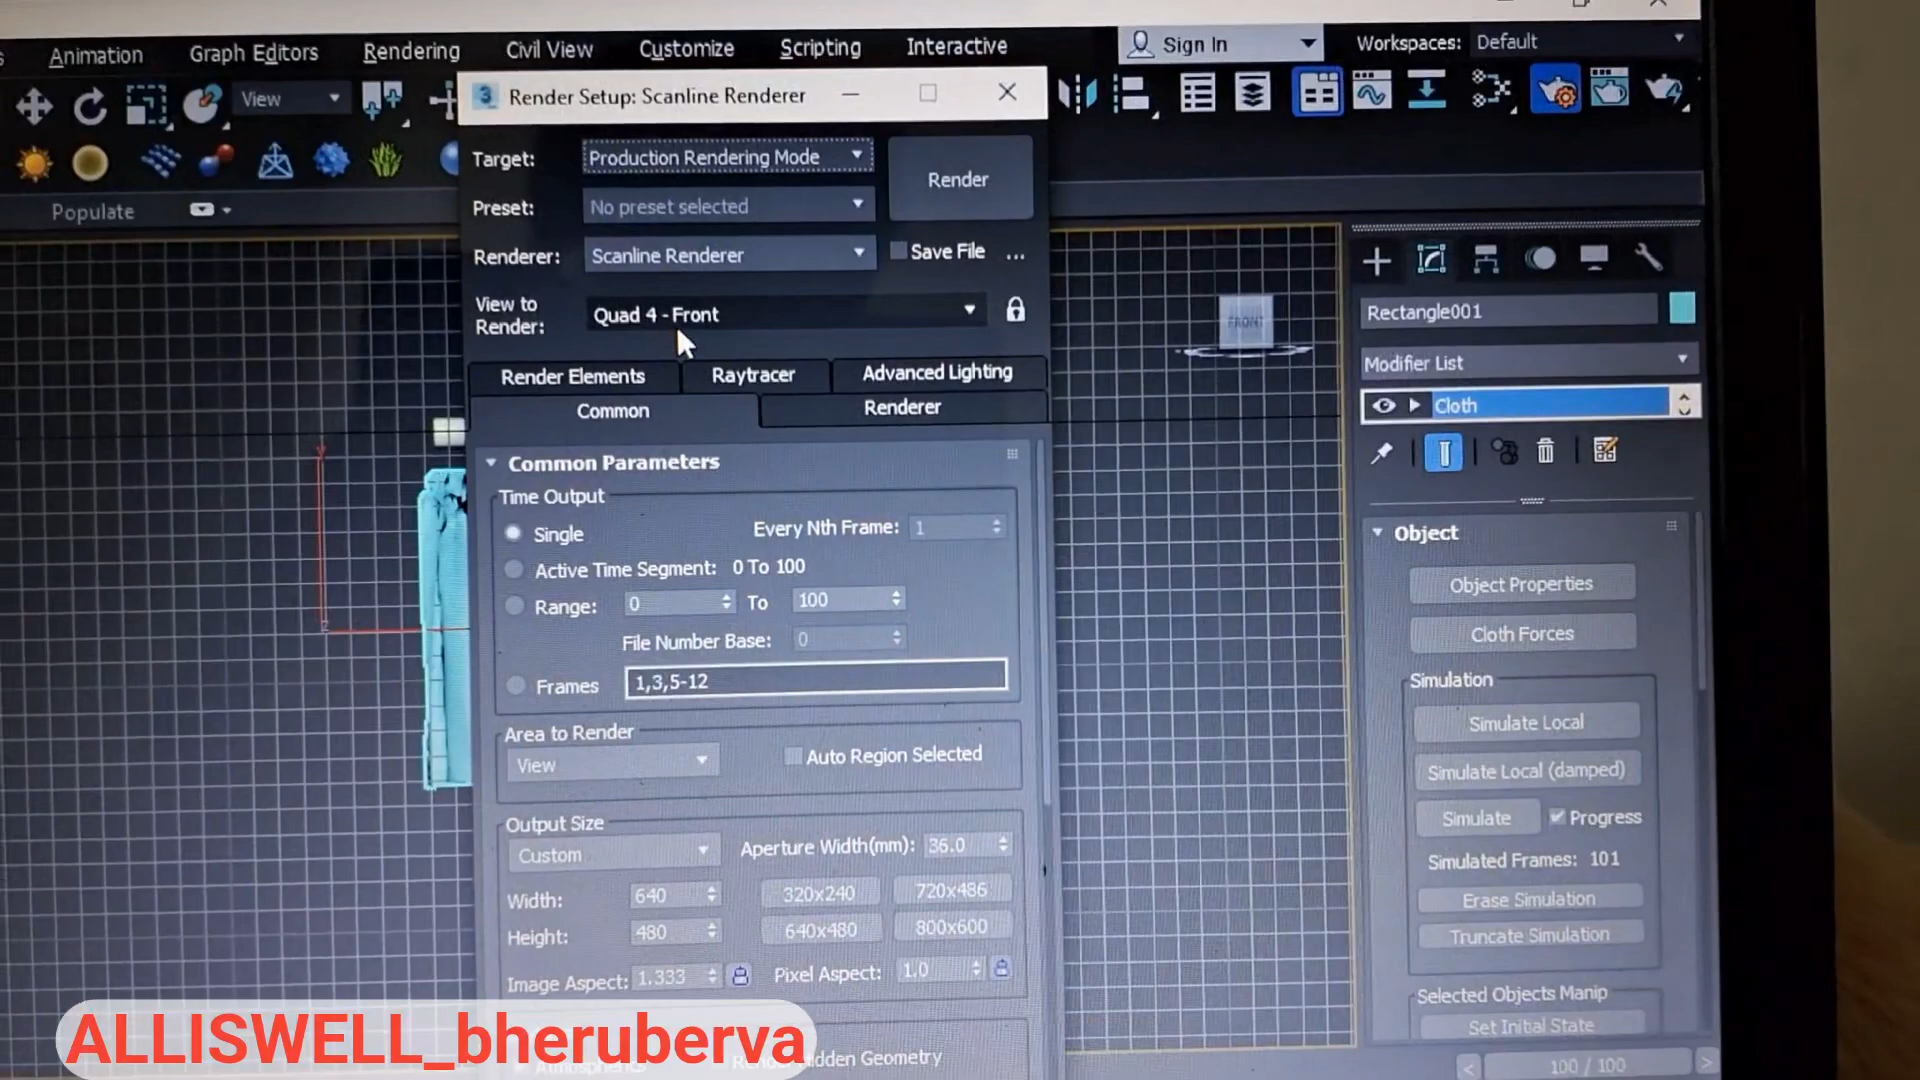 Animation Graph Editors Rendering Civil View Customize Scripting Interactive Sign In Workspaces: Default
View
Populate
Render Setup: Scanline Renderer
Target: Production Rendering Mode
Render
Preset: No preset selected
Renderer: Scanline Renderer
Save File ...
View to Render: Quad 4 - Front
Render Elements Raytracer Advanced Lighting
Common Renderer
Common Parameters
Time Output
Single Every Nth Frame: 1
Active Time Segment: 0 To 100
Range: 0 To 100
File Number Base: 0
Frames 1,3,5-12
Area to Render
View Auto Region Selected
Output Size
Custom Aperture Width(mm): 36.0
Width: 640 320x240 720x486
Height: 480 640x480 800x600
Image Aspect: 1.333 Pixel Aspect: 1.0
FRONT
Rectangle001
Modifier List
Cloth
Object
Object Properties
Cloth Forces
Simulation
Simulate Local
Simulate Local (damped)
Simulate Progress
Simulated Frames: 101
Erase Simulation
Truncate Simulation
Selected Objects Manip
Set Initial State
< 100 / 100 >
Geometry
ALLISWELL_bheruberva